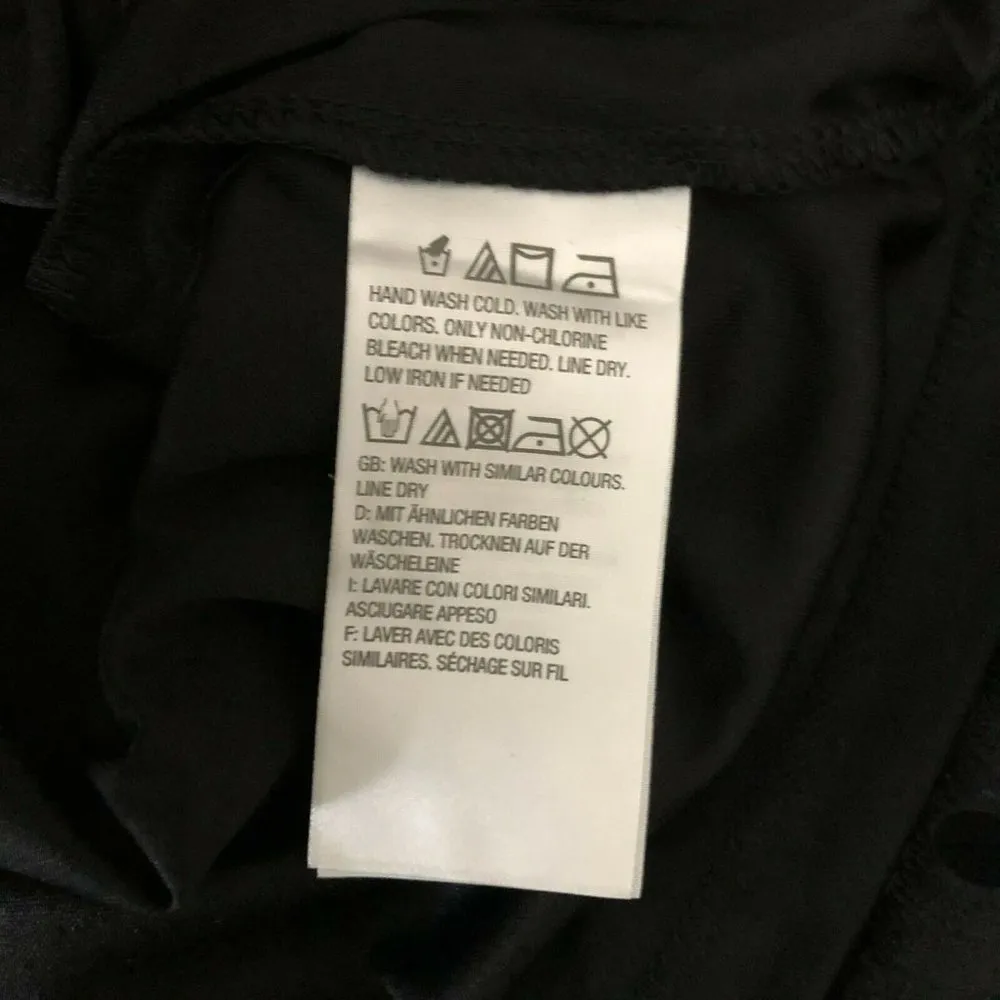 HAND WASH COLD. WASH WITH LIKE
COLORS. ONLY NON-CHLORINE
BLEACH WHEN NEEDED. LINE DRY.
LOW IRON IF NEEDED
GB: WASH WITH SIMILAR COLOURS.
LINE DRY
D: MIT ÄHNLICHEN FARBEN
WASCHEN. TROCKNEN AUF DER
WÄSCHELEINE
I: LAVARE CON COLORI SIMILARI.
ASCIUGARE APPESO
F: LAVER AVEC DES COLORIS
SIMILAIRES. SÉCHAGE SUR FIL